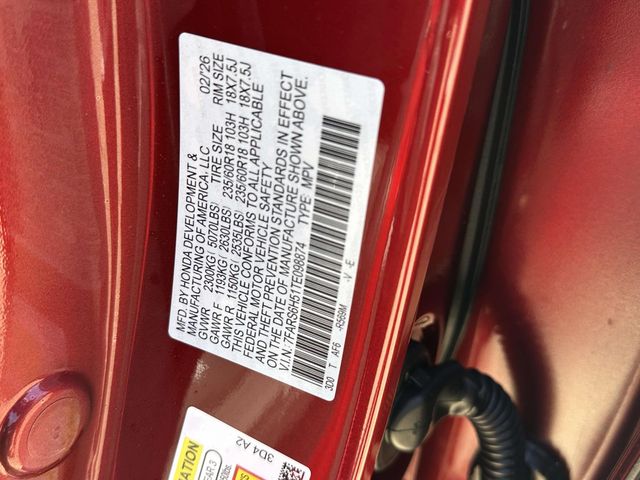 MFD. BY HONDA DEVELOPMENT &
MANUFACTURING OF AMERICA, LLC 02/'26
GVWR 2300KG( 5070LBS) TIRE SIZE RIM SIZE
GAWR F 1193KG( 2630LBS) 235/60R18 103H 18X7.5J
GAWR R 1150KG( 2535LBS) 235/60R18 103H 18X7.5J
THIS VEHICLE CONFORMS TO ALL APPLICABLE
FEDERAL MOTOR VEHICLE SAFETY
AND THEFT PREVENTION STANDARDS IN EFFECT
ON THE DATE OF MANUFACTURE SHOWN ABOVE.
V.I.N.: 7FARS6H51TE098874 TYPE: MPV
3D0 T AF6 -R569M -V -E
3D4 A2